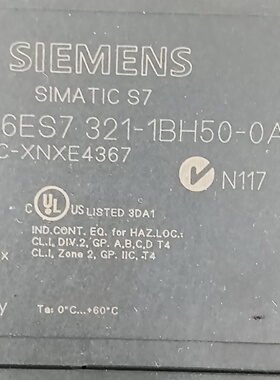 SIEMENS
SIMATIC S7
6ES7 321-1BH50-0A
C-XNXE4367
C UL US LISTED 3DA1
N117
IND.CONT. EQ. for HAZ.LOC.
CL.I, DIV.2, GP. A,B,C,D T4
CL.I, Zone 2, GP. IIC, T4
x
y
Ta: 0°C...+60°C